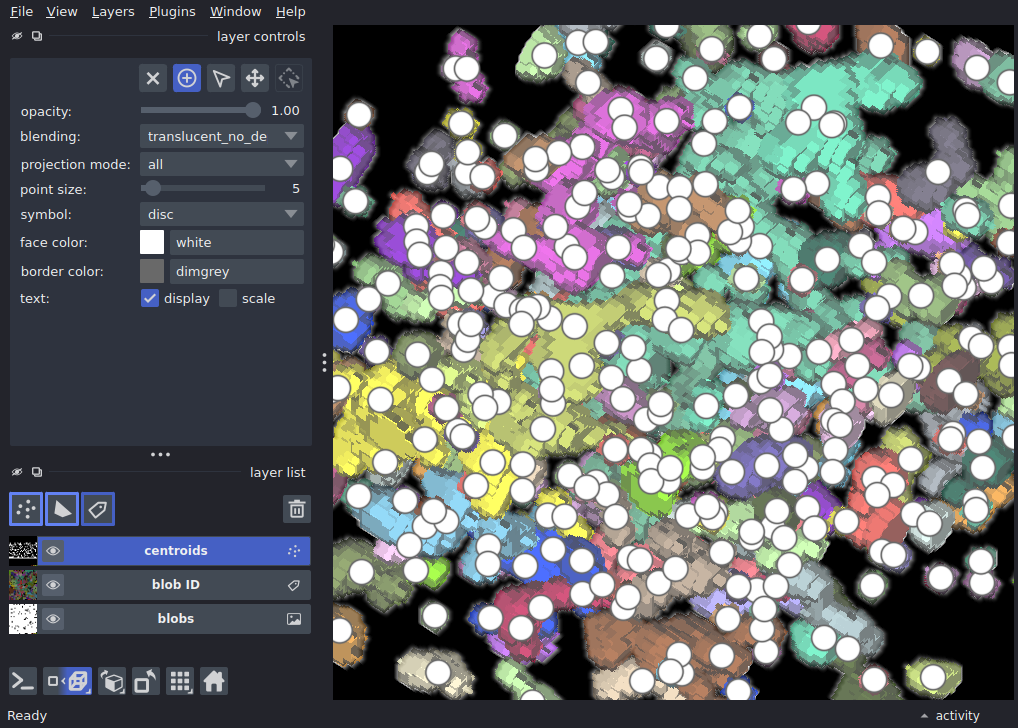 File View Layers Plugins Window Help
layer controls
opacity: 1.00
blending: translucent_no_de
projection mode: all
point size: 5
symbol: disc
face color: white
border color: dimgrey
text: display scale
layer list
centroids
blob ID
blobs
Ready activity